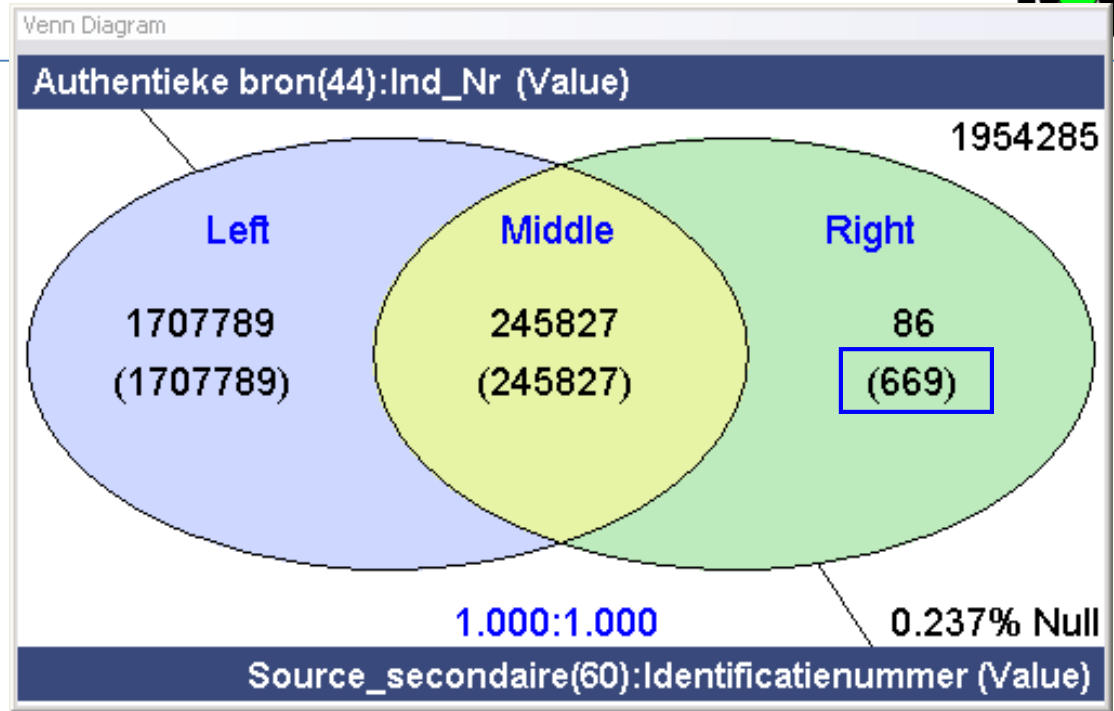 Venn Diagram
Authentieke bron(44):Ind_Nr (Value)
1954285
Left Middle Right
1707789 245827 86
(1707789) (245827) (669)
1.000:1.000 0.237% Null
Source_secondaire(60):Identificatienummer (Value)